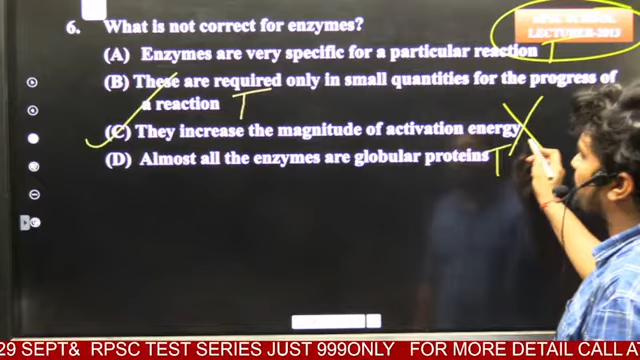 RPSC SCHOOL
LECTURER-2013
6. What is not correct for enzymes?
(A) Enzymes are very specific for a particular reaction T
(B) These are required only in small quantities for the progress of
a reaction T
(C) They increase the magnitude of activation energy
(D) Almost all the enzymes are globular proteins T
29 SEPT& RPSC TEST SERIES JUST 999ONLY FOR MORE DETAIL CALL A